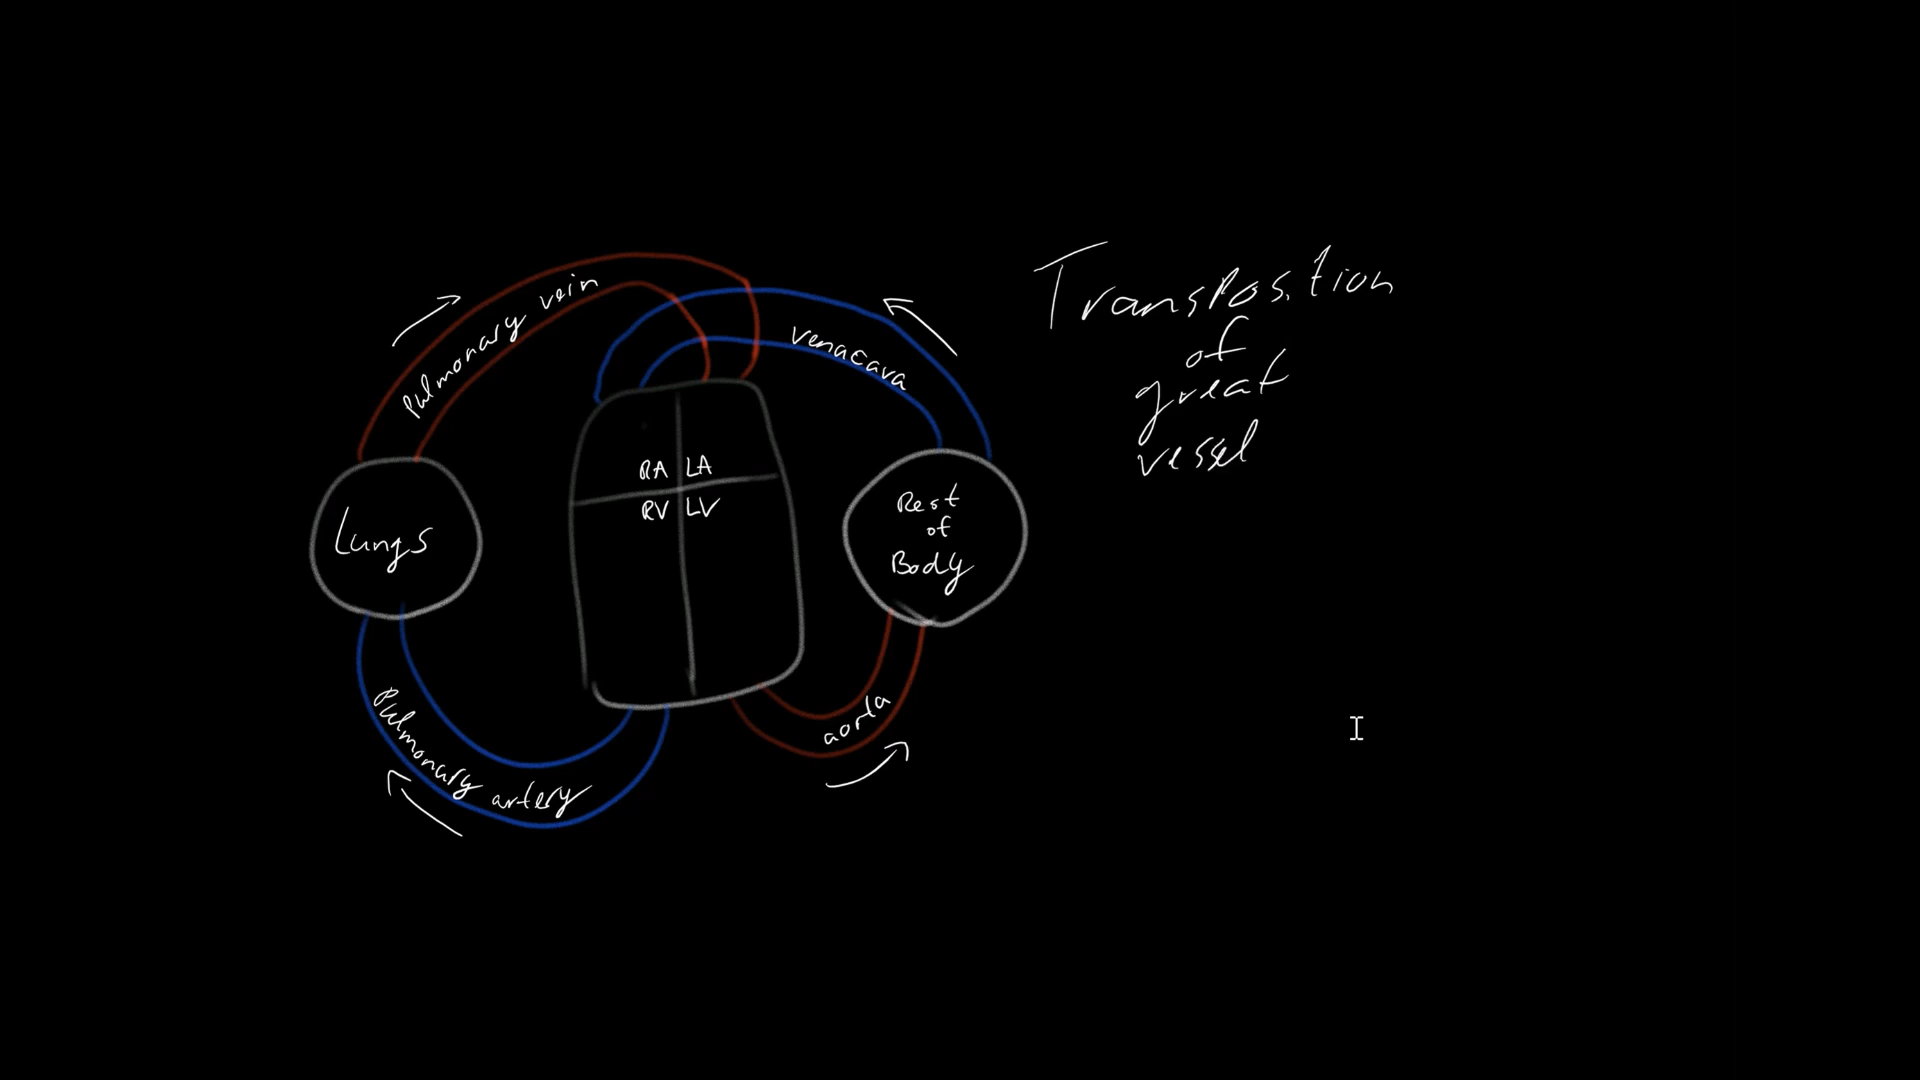 Transposition
of
great
vessel
Pulmonary vein
venacava
RA LA
RV LV
Lungs
Rest
of
Body
Pulmonary artery
aorta